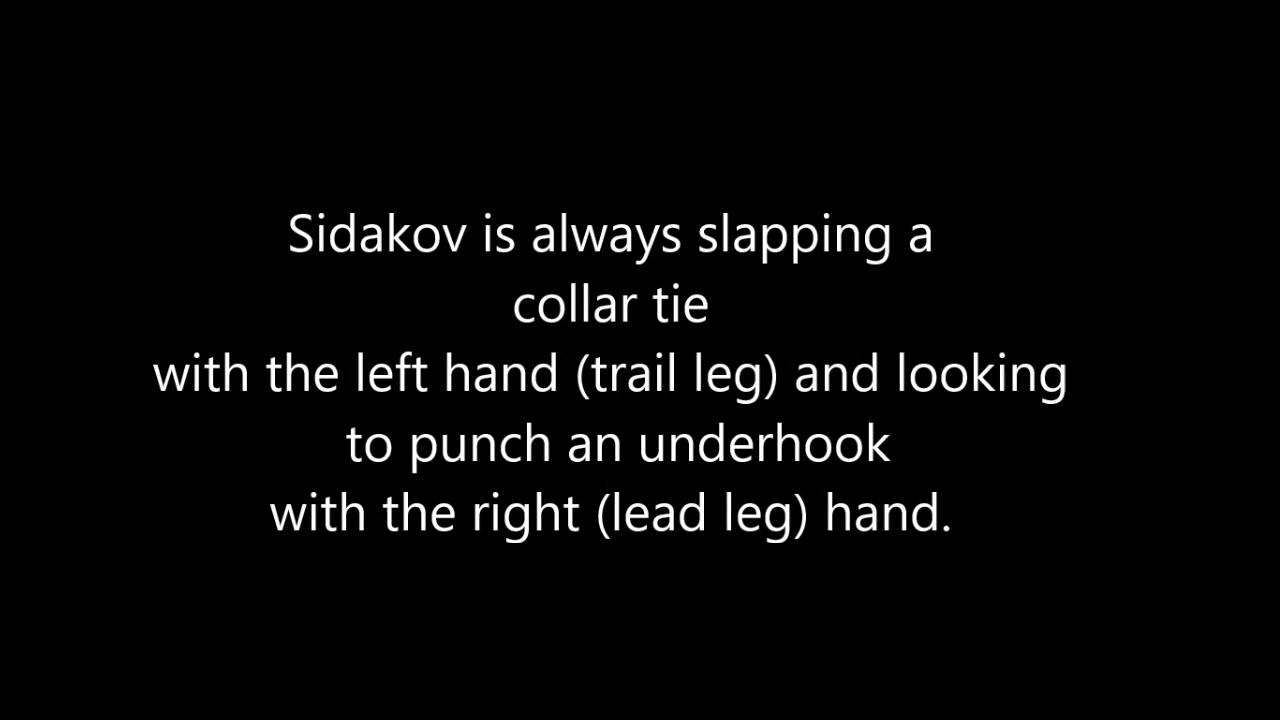 Sidakov is always slapping a
collar tie
with the left hand (trail leg) and looking
to punch an underhook
with the right (lead leg) hand.